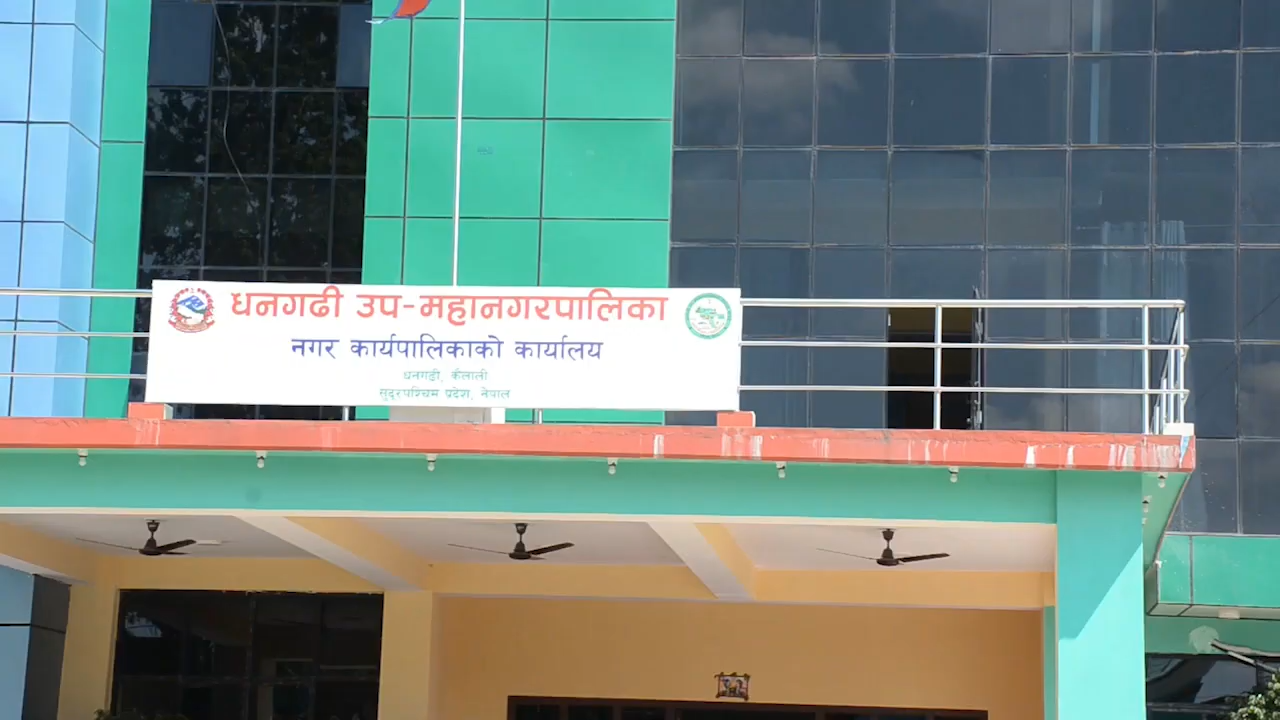 धनगढी उप-महानगरपालिका
नगर कार्यपालिकाको कार्यालय
धनगढी, कैलाली
सुदूरपश्चिम प्रदेश, नेपाल